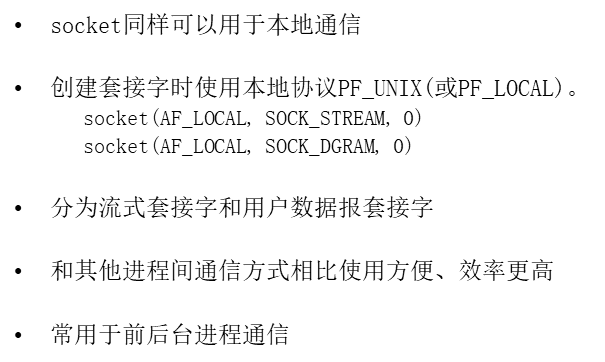 • socket同样可以用于本地通信
• 创建套接字时使用本地协议PF_UNIX(或PF_LOCAL)。
socket(AF_LOCAL, SOCK_STREAM, 0)
socket(AF_LOCAL, SOCK_DGRAM, 0)
• 分为流式套接字和用户数据报套接字
• 和其他进程间通信方式相比使用方便、效率更高
• 常用于前后台进程通信